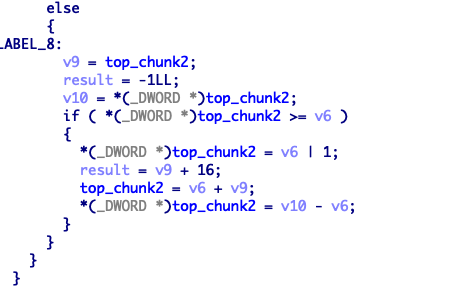 else
{
LABEL_8:
v9 = top_chunk2;
result = -1LL;
v10 = *(_DWORD *)top_chunk2;
if ( *(_DWORD *)top_chunk2 >= v6 )
{
*(_DWORD *)top_chunk2 = v6 | 1;
result = v9 + 16;
top_chunk2 = v6 + v9;
*(_DWORD *)top_chunk2 = v10 - v6;
}
}
}
}